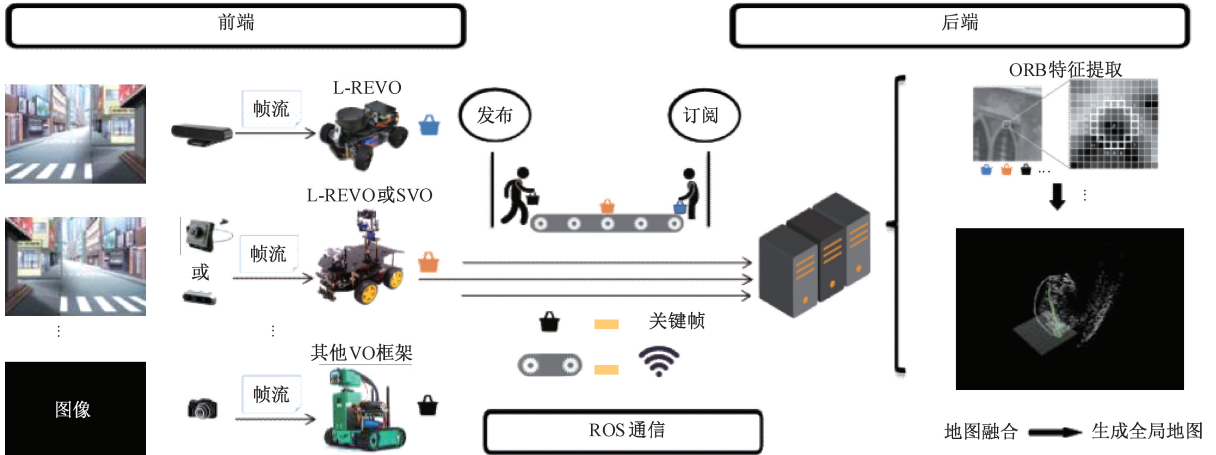 前端
后端
L-REVO
帧流
发布
订阅
ORB特征提取
...
⋮
L-REVO或SVO
或
帧流
⋮
⋮
关键帧
其他VO框架
图像
帧流
ROS通信
地图融合
生成全局地图